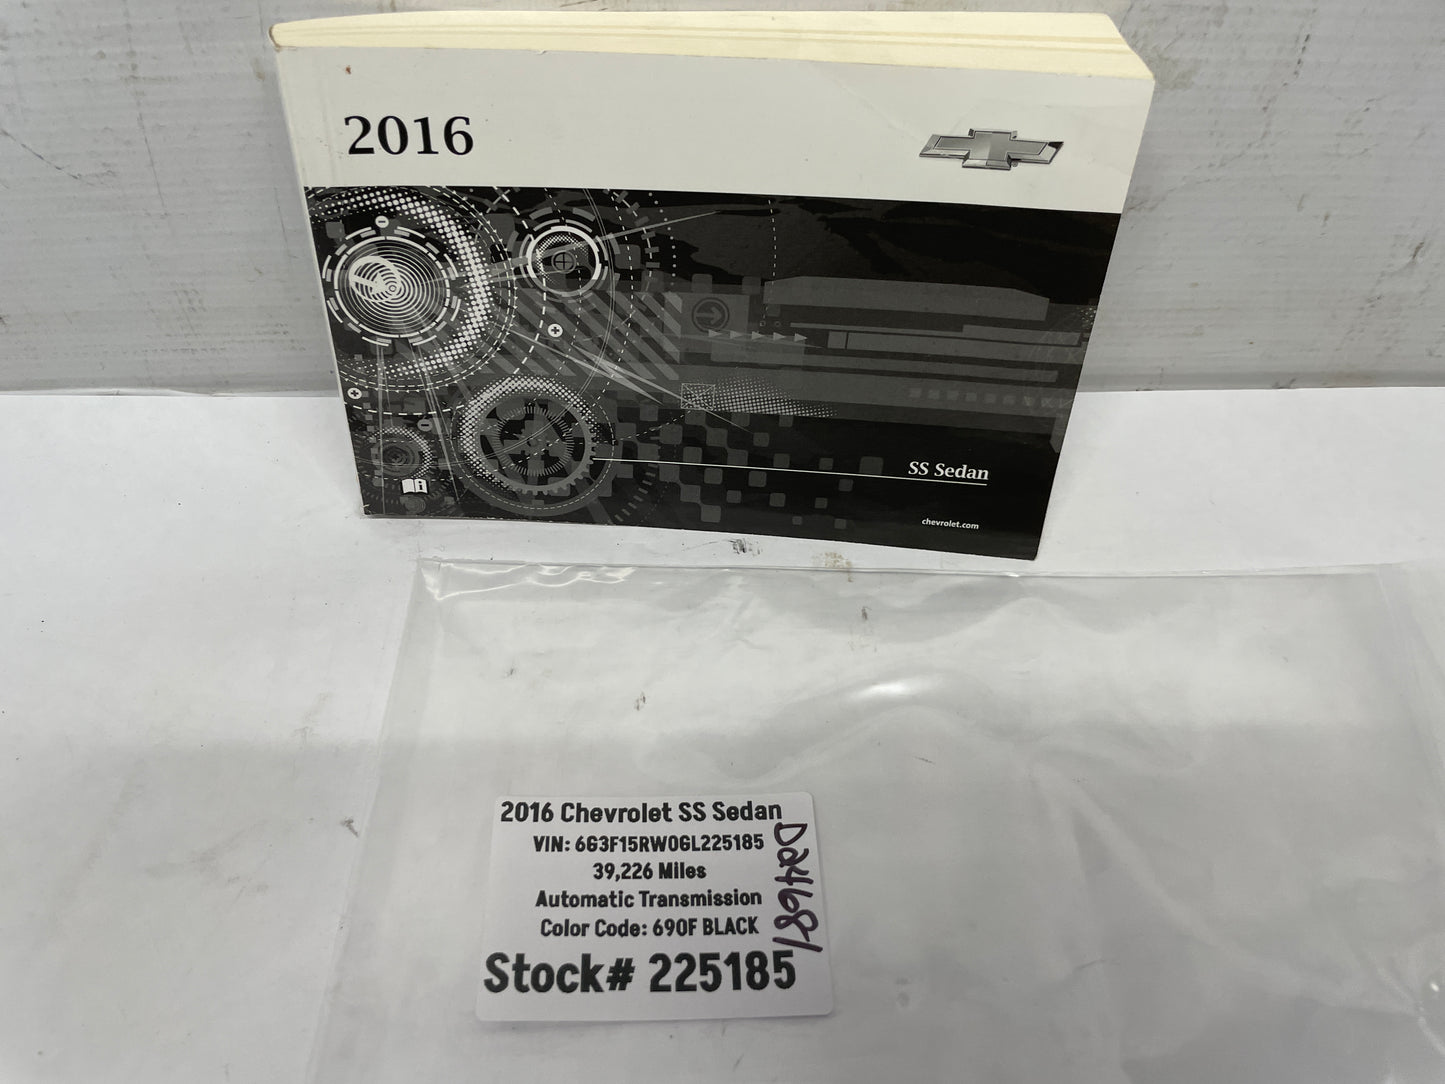 2016
SS Sedan
chevrolet.com
2016 Chevrolet SS Sedan
VIN: 6G3F15RW0GL225185
39,226 Miles
Automatic Transmission
Color Code: 690F BLACK
Stock# 225185
D24681